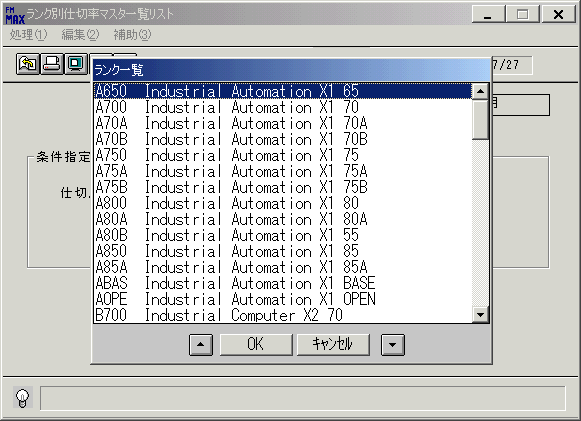 FM
MAX
ランク別仕切率マスター覧リスト
処理(1) 編集(2) 補助(3)
7/27
ランク一覧
A650 Industrial Automation X1 65
A700 Industrial Automation X1 70
A70A Industrial Automation X1 70A
A70B Industrial Automation X1 70B
A750 Industrial Automation X1 75
A75A Industrial Automation X1 75A
A75B Industrial Automation X1 75B
A800 Industrial Automation X1 80
A80A Industrial Automation X1 80A
A80B Industrial Automation X1 55
A850 Industrial Automation X1 85
A85A Industrial Automation X1 85A
ABAS Industrial Automation X1 BASE
AOPE Industrial Automation X1 OPEN
B700 Industrial Computer X2 70
条件指定
仕切
OK キャンセル